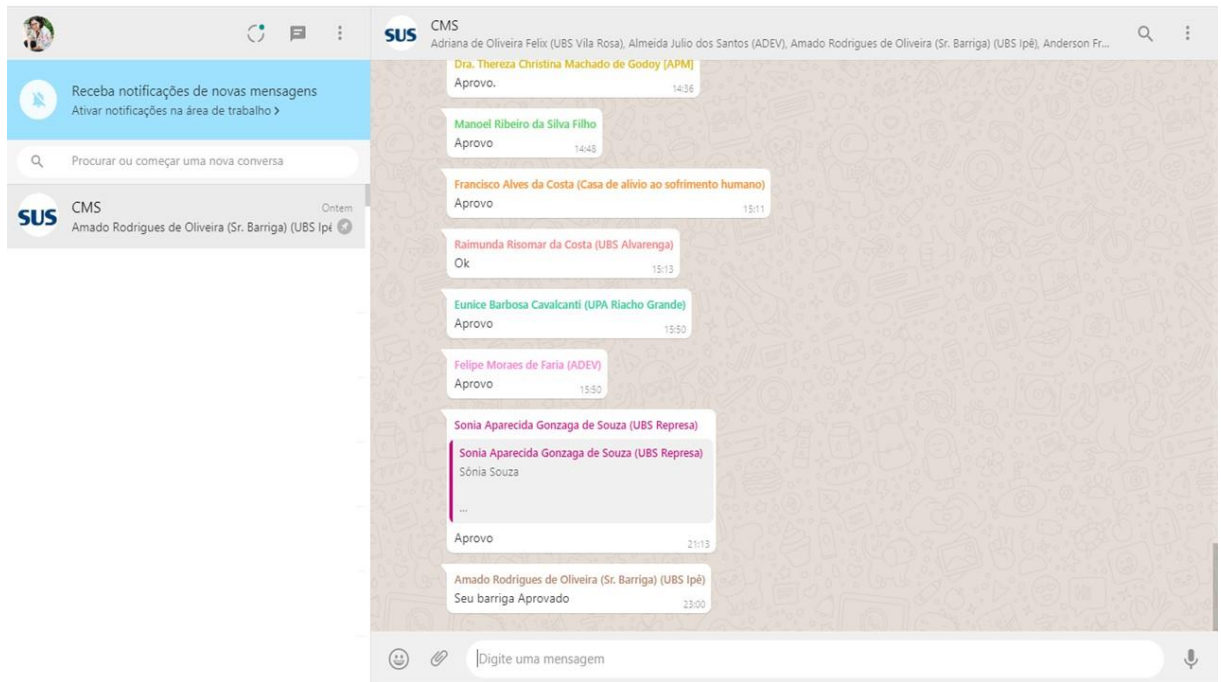 Receba notificações de novas mensagens
Ativar notificações na área de trabalho >
Procurar ou começar uma nova conversa
SUS
CMS
Ontem
Amado Rodrigues de Oliveira (Sr. Barriga) (UBS Ipê
SUS
CMS
Adriana de Oliveira Felix (UBS Vila Rosa), Almeida Julio dos Santos (ADEV), Amado Rodrigues de Oliveira (Sr. Barriga) (UBS Ipê), Anderson Fr...
Dra. Thereza Christina Machado de Godoy [APM]
Aprovo.
14:36
Manoel Ribeiro da Silva Filho
Aprovo
14:48
Francisco Alves da Costa (Casa de alívio ao sofrimento humano)
Aprovo
15:11
Raimunda Risomar da Costa (UBS Alvarenga)
Ok
15:13
Eunice Barbosa Cavalcanti (UPA Riacho Grande)
Aprovo
15:50
Felipe Moraes de Faria (ADEV)
Aprovo
15:50
Sonia Aparecida Gonzaga de Souza (UBS Represa)
Sonia Aparecida Gonzaga de Souza (UBS Represa)
Sônia Souza
...
Aprovo
21:13
Amado Rodrigues de Oliveira (Sr. Barriga) (UBS Ipê)
Seu barriga Aprovado
23:00
Digite uma mensagem